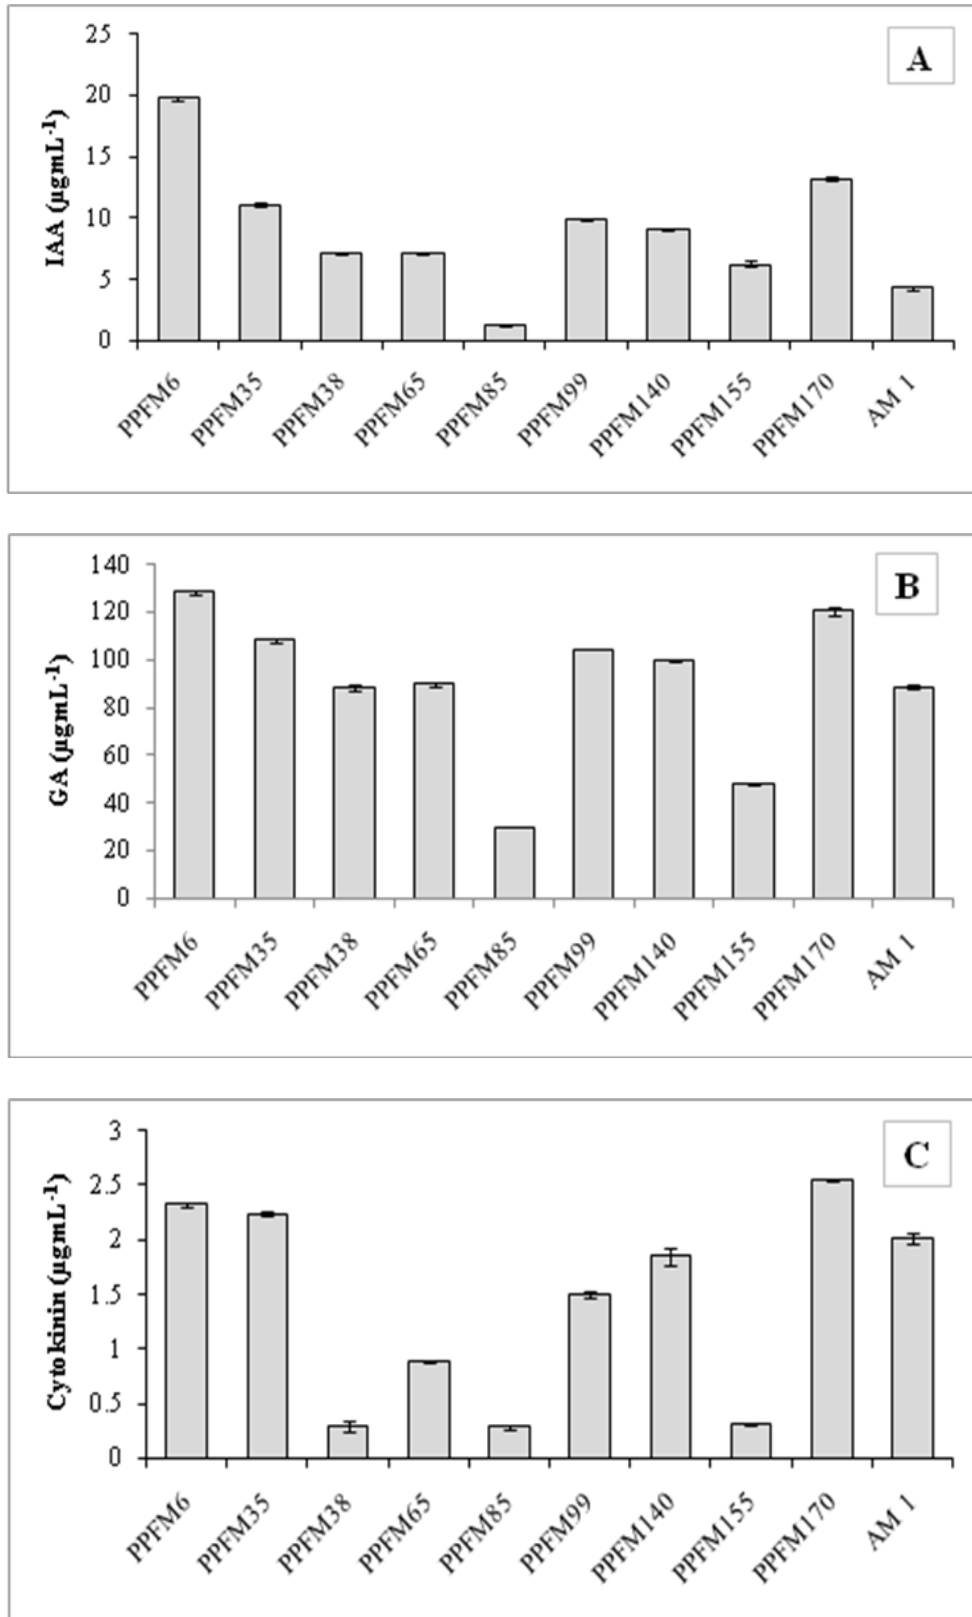 A
IAA (µgmL-1)
25
20
15
10
5
0
PPFM6
PPFM35
PPFM38
PPFM65
PPFM85
PPFM99
PPFM140
PPFM155
PPFM170
AM 1
B
GA (µgmL-1)
140
120
100
80
60
40
20
0
PPFM6
PPFM35
PPFM38
PPFM65
PPFM85
PPFM99
PPFM140
PPFM155
PPFM170
AM 1
C
Cytokinin (µgmL-1)
3
2.5
2
1.5
1
0.5
0
PPFM6
PPFM35
PPFM38
PPFM65
PPFM85
PPFM99
PPFM140
PPFM155
PPFM170
AM 1